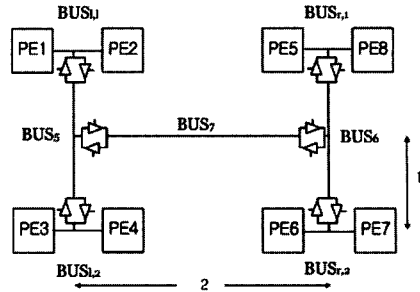 BUSl,1 BUSr,1
PE1 PE2 PE5 PE8
BUS5 BUS7 BUS6
1
PE3 PE4 PE6 PE7
BUSl,2 BUSr,2
2